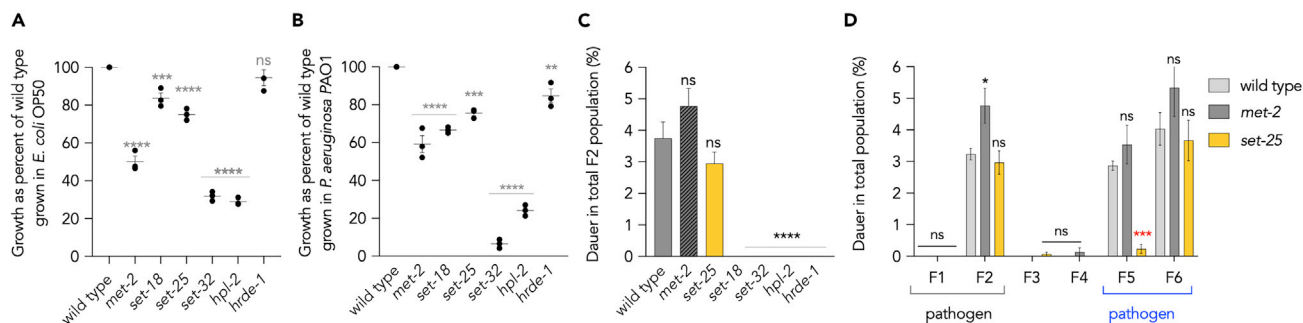 A
Growth as percent of wild type
grown in E. coli OP50
100
80
60
40
20
0
****
***
****
****
ns
wild type
met-2
set-18
set-25
set-32
hpl-2
hrde-1
B
Growth as percent of wild type
grown in P. aeruginosa PAO1
100
80
60
40
20
0
****
***
****
**
wild type
met-2
set-18
set-25
set-32
hpl-2
hrde-1
C
Dauer in total F2 population (%)
6
5
4
3
2
1
0
ns
ns
****
wild type
met-2
set-25
set-18
set-32
hpl-2
hrde-1
D
Dauer in total population (%)
6
5
4
3
2
1
0
ns
*
ns
ns
ns
***
ns
ns
F1
F2
F3
F4
F5
F6
pathogen
pathogen
wild type
met-2
set-25